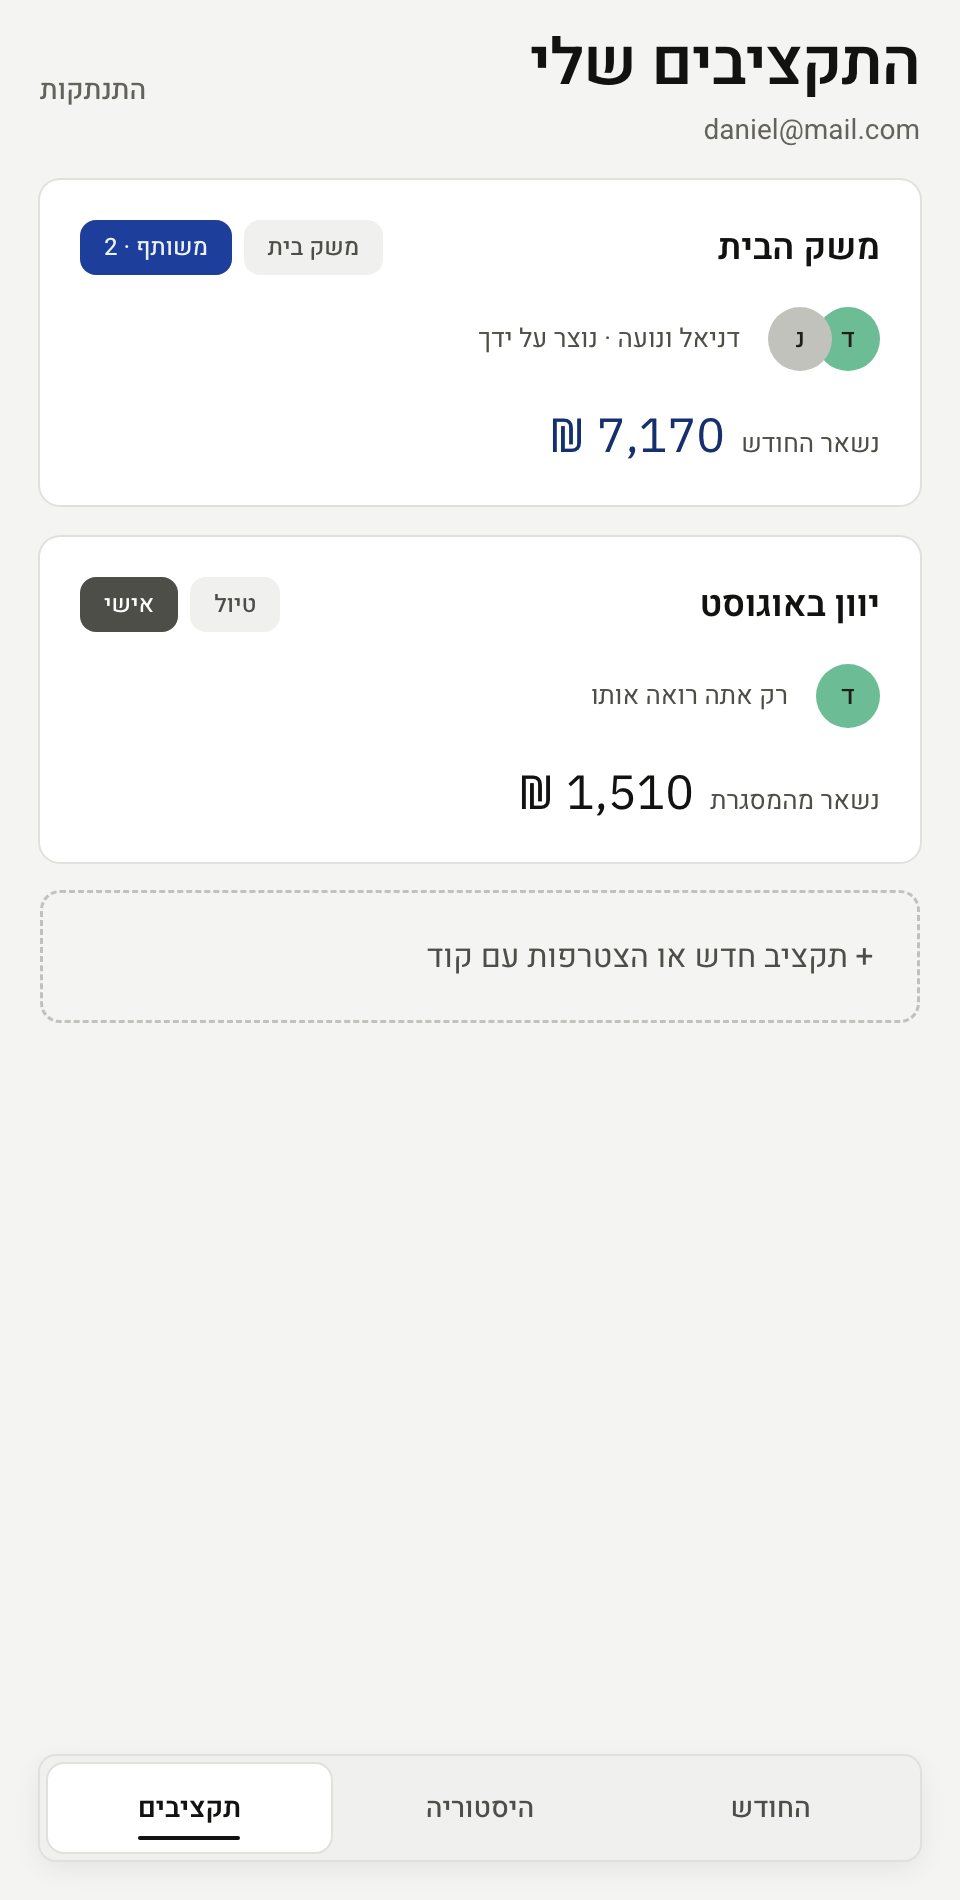 התקציבים שלי
התנתקות
daniel@mail.com
משק הבית
משק בית
משותף · 2
ד
נ
דניאל ונועה · נוצר על ידך
נשאר החודש 7,170 ₪
יוון באוגוסט
טיול
אישי
ד
רק אתה רואה אותו
נשאר מהמסגרת 1,510 ₪
+ תקציב חדש או הצטרפות עם קוד
החודש
היסטוריה
תקציבים